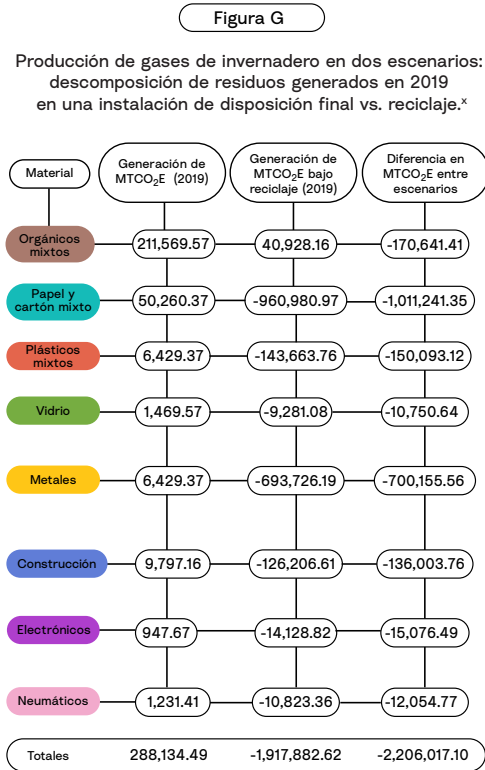 Figura G
Producción de gases de invernadero en dos escenarios:
descomposición de residuos generados en 2019
en una instalación de disposición final vs. reciclaje.ˣ
Material
Generación de
MTCO₂E (2019)
Generación de
MTCO₂E bajo
reciclaje (2019)
Diferencia en
MTCO₂E entre
escenarios
Orgánicos
mixtos
211,569.57
40,928.16
-170,641.41
Papel y
cartón mixto
50,260.37
-960,980.97
-1,011,241.35
Plásticos
mixtos
6,429.37
-143,663.76
-150,093.12
Vidrio
1,469.57
-9,281.08
-10,750.64
Metales
6,429.37
-693,726.19
-700,155.56
Construcción
9,797.16
-126,206.61
-136,003.76
Electrónicos
947.67
-14,128.82
-15,076.49
Neumáticos
1,231.41
-10,823.36
-12,054.77
Totales
288,134.49
-1,917,882.62
-2,206,017.10